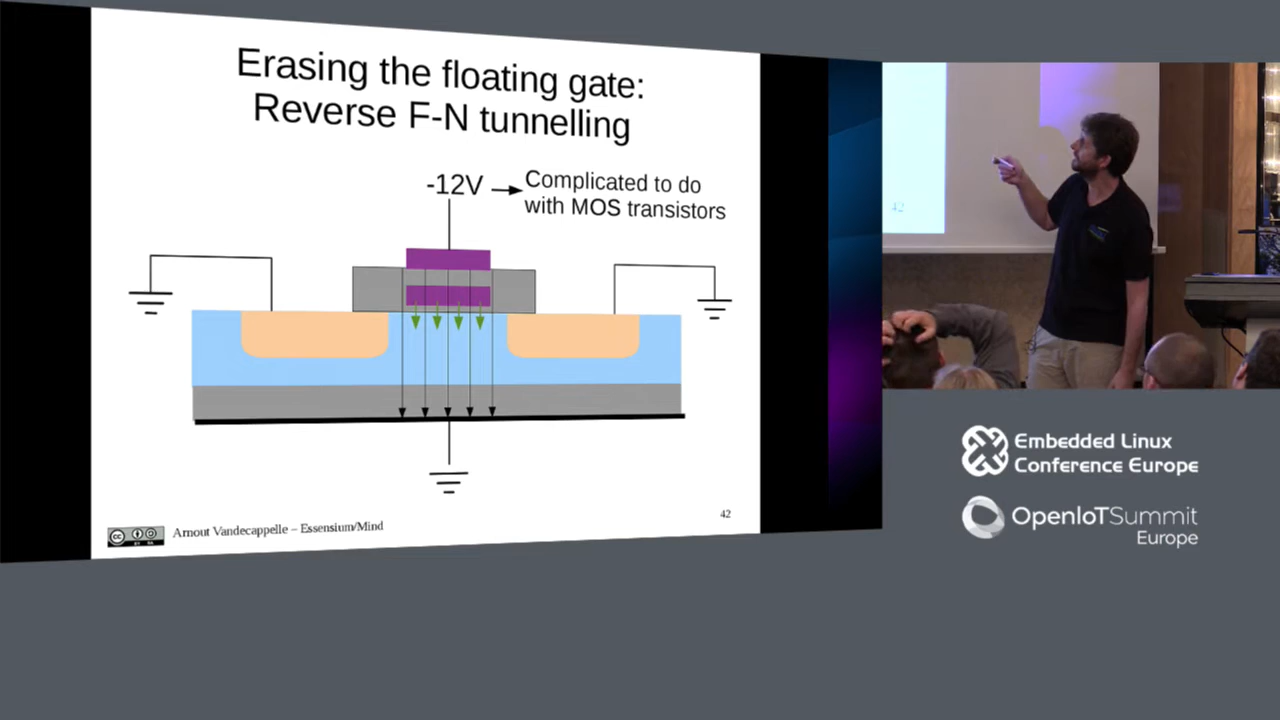 Erasing the floating gate:
Reverse F-N tunnelling
-12V
Complicated to do
with MOS transistors
Arnout Vandecappelle – Essensium/Mind
42
42
Embedded Linux
Conference Europe
OpenIoTSummit
Europe